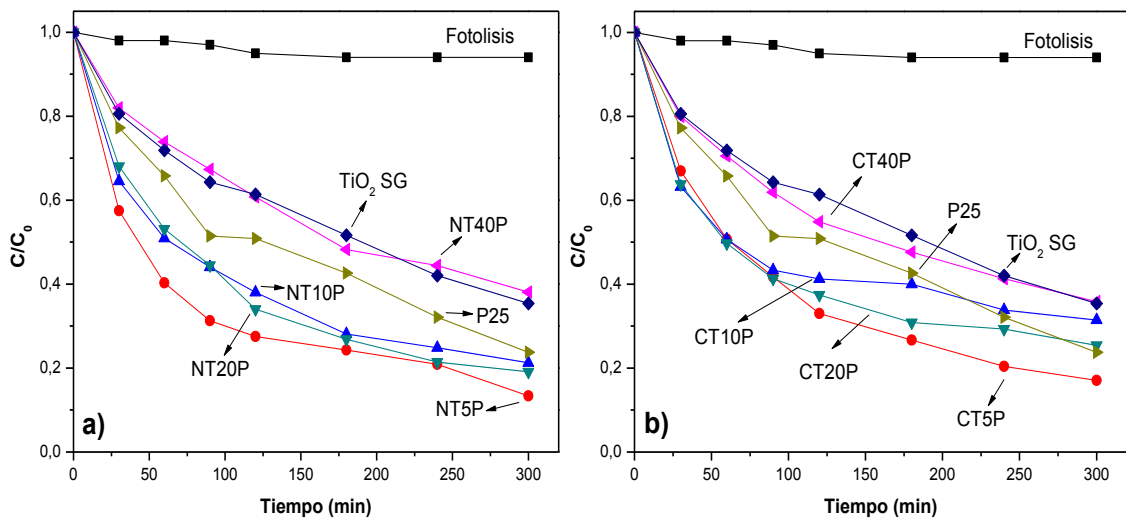 1,0
0,8
0,6
0,4
0,2
0,0
C/C0
0
50
100
150
200
250
300
Tiempo (min)
Fotolisis
TiO2 SG
NT40P
NT10P
P25
NT20P
NT5P
a)
1,0
0,8
0,6
0,4
0,2
0,0
C/C0
0
50
100
150
200
250
300
Tiempo (min)
Fotolisis
CT40P
P25
TiO2 SG
CT10P
CT20P
CT5P
b)